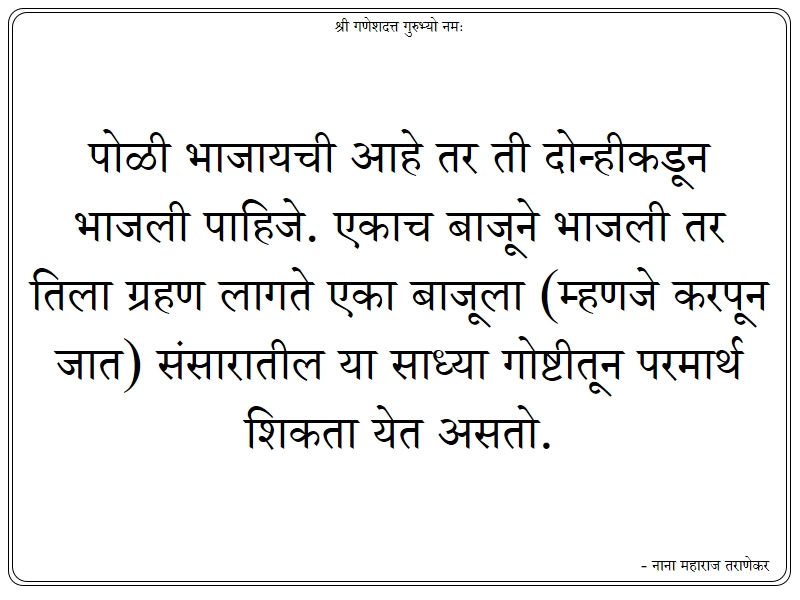 श्री गणेशदत्त गुरुभ्यो नमः
पोळी भाजायची आहे तर ती दोन्हीकडून
भाजली पाहिजे. एकाच बाजूने भाजली तर
तिला ग्रहण लागते एका बाजूला (म्हणजे करपून
जात) संसारातील या साध्या गोष्टीतून परमार्थ
शिकता येत असतो.
- नाना महाराज तराणेकर